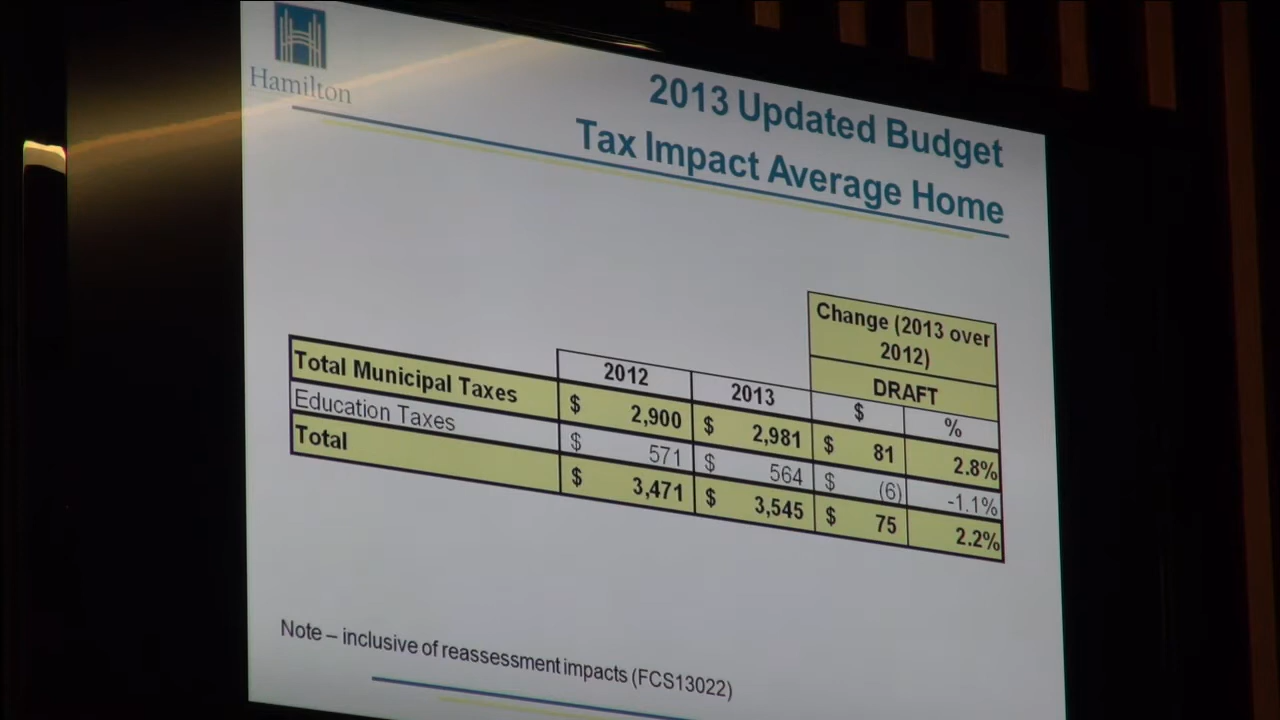 Hamilton
2013 Updated Budget
Tax Impact Average Home
Change (2013 over
2012)
DRAFT
2012 2013 $ %
Total Municipal Taxes $ 2,900 $ 2,981 $ 81 2.8%
Education Taxes $ 571 $ 564 $ (6) -1.1%
Total $ 3,471 $ 3,545 $ 75 2.2%
Note – inclusive of reassessment impacts (FCS13022)